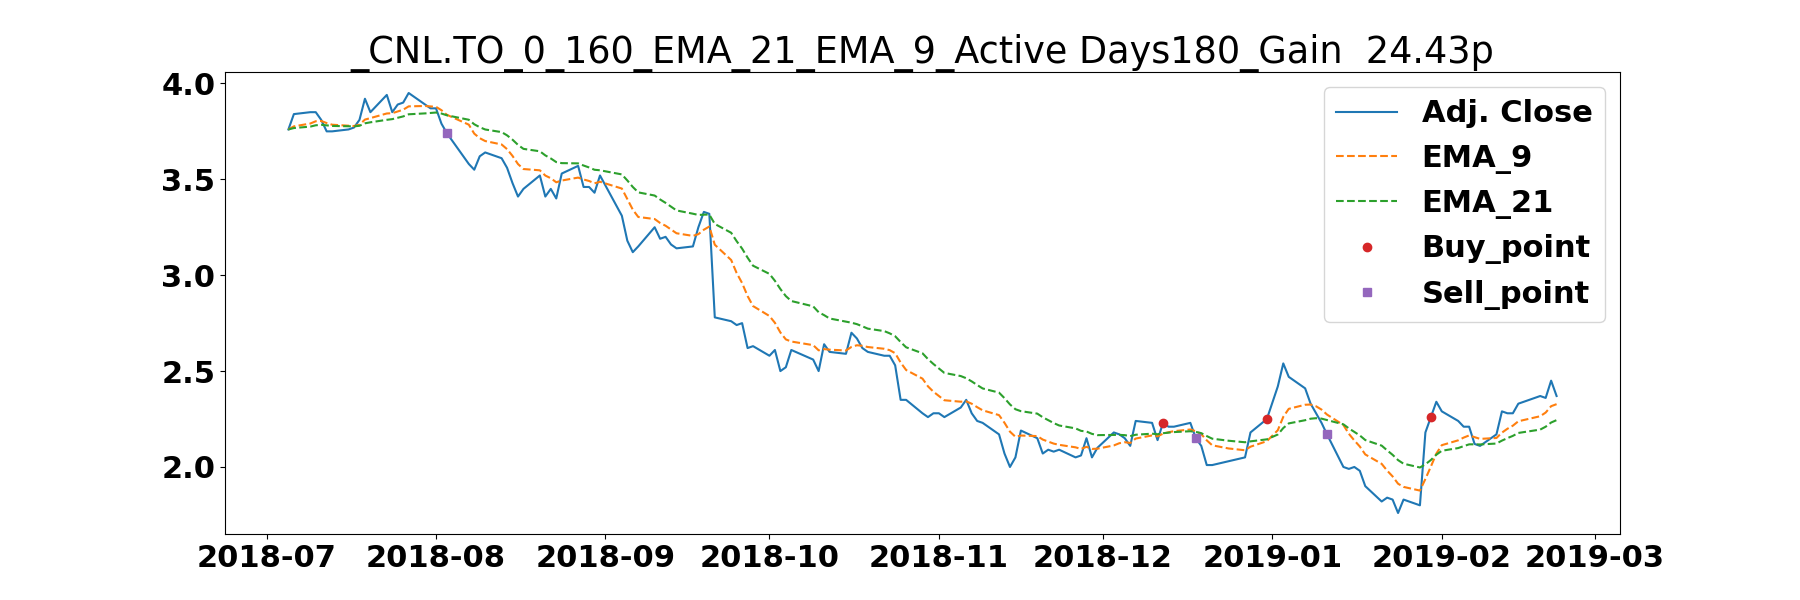 _CNL.TO_0_160_EMA_21_EMA_9_Active Days180_Gain  24.43p
4.0
3.5
3.0
2.5
2.0
Adj. Close
EMA_9
EMA_21
Buy_point
Sell_point
2018-07 2018-08 2018-09 2018-10 2018-11 2018-12 2019-01 2019-02 2019-03